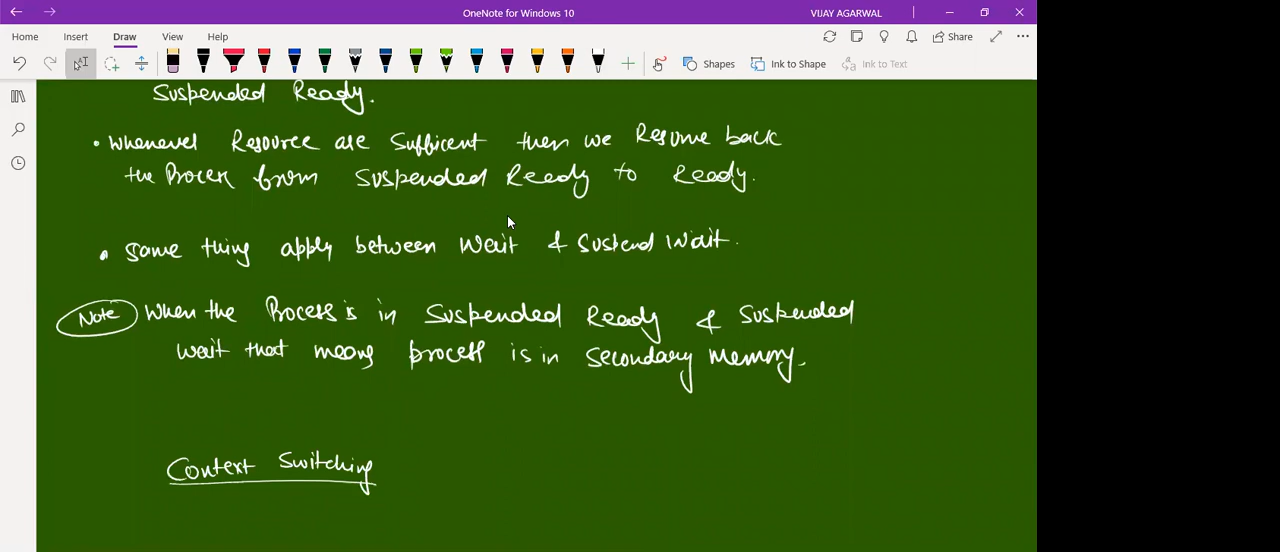 OneNote for Windows 10
VIJAY AGARWAL
Home Insert Draw View Help
Share
Shapes Ink to Shape Ink to Text
Suspended Ready.
• Whenever Resource are Sufficent then we Resume back
the Process from Suspended Ready to Ready.
• Same thing apply between Wait & Suspend Wait.
Note When the Process is in Suspended Ready & Suspended
wait that means process is in Secondary Memory.
Context Switching